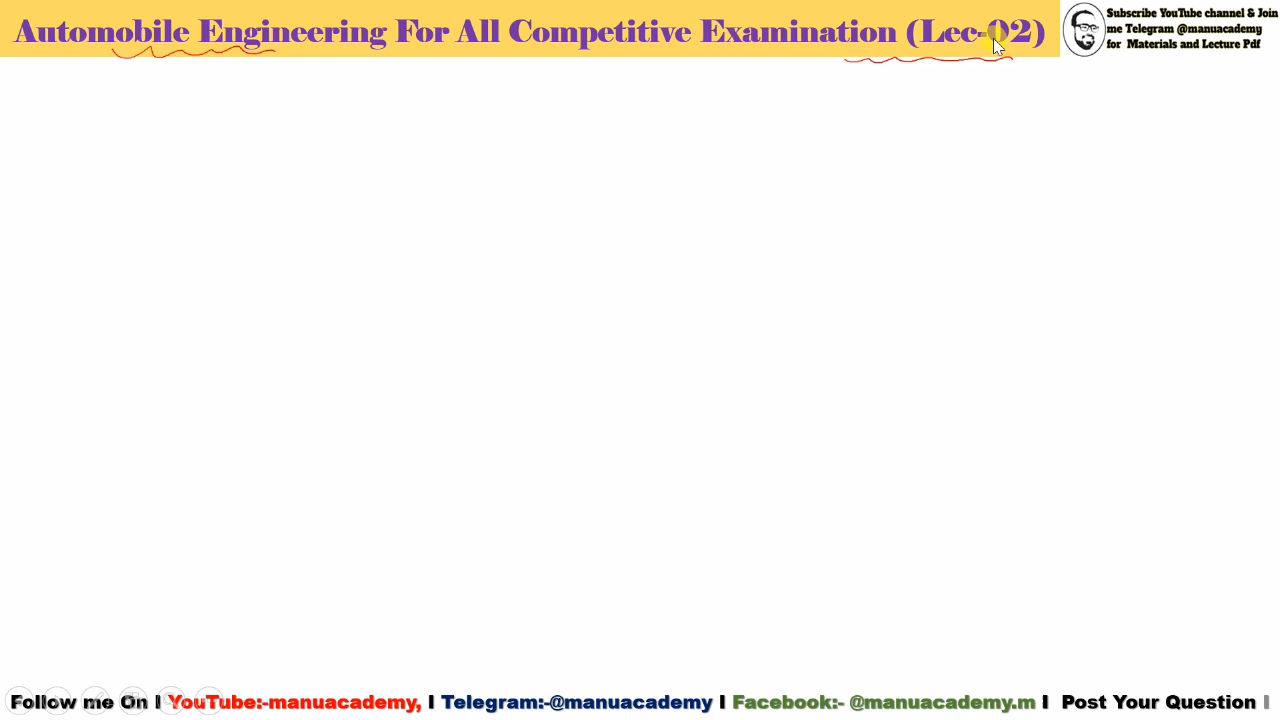 Automobile Engineering For All Competitive Examination (Lec-02)
Subscribe YouTube channel & Join
me Telegram @manuacademy
for Materials and Lecture Pdf
Follow me On I YouTube:-manuacademy, I Telegram:-@manuacademy I Facebook:- @manuacademy.m I Post Your Question I